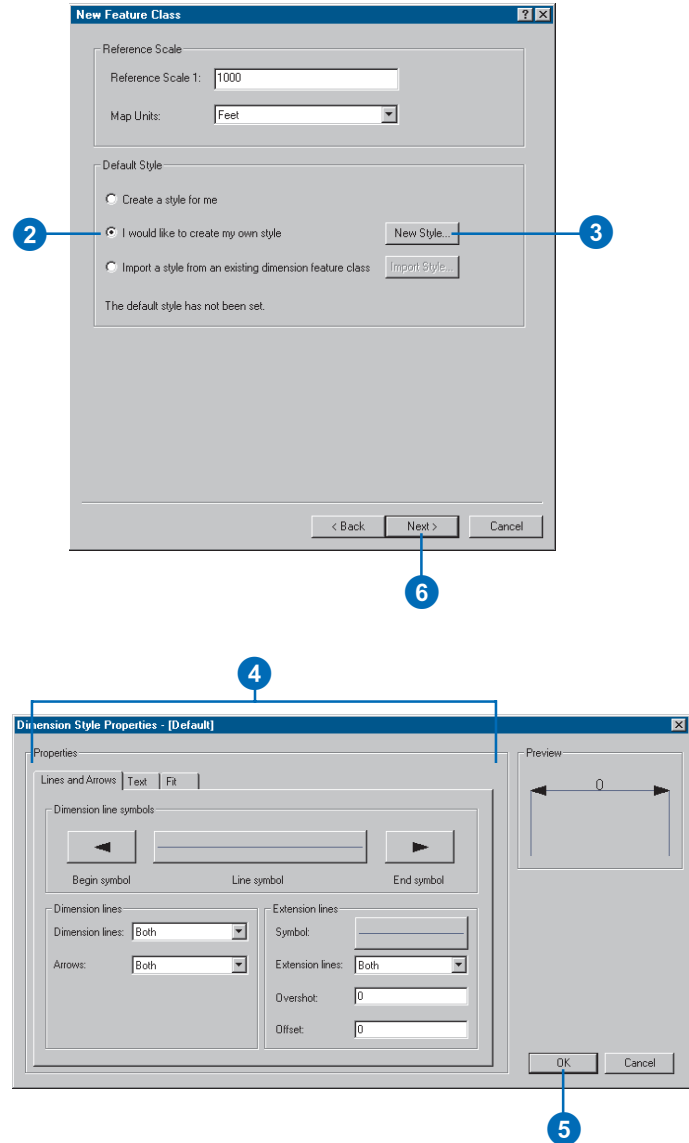 New Feature Class
Reference Scale
Reference Scale 1: 1000
Map Units: Feet
Default Style
Create a style for me
2 I would like to create my own style New Style... 3
Import a style from an existing dimension feature class Import Style...
The default style has not been set.
< Back Next > Cancel
6
4
Dimension Style Properties - [Default]
Properties
Preview
Lines and Arrows Text Fit
0
Dimension line symbols
Begin symbol Line symbol End symbol
Dimension lines
Extension lines
Dimension lines: Both
Symbol:
Arrows: Both
Extension lines: Both
Overshot: 0
Offset: 0
OK Cancel
5